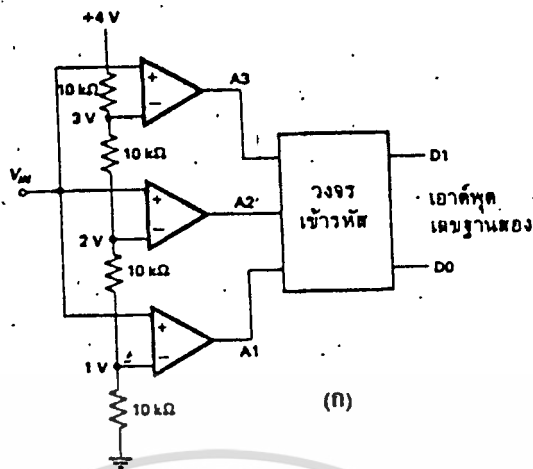 +4 V
A3
10 kΩ
3 V
10 kΩ
V_IN
A2
วงจร
เข้ารหัส
D1
เอาต์พุต
เลขฐานสอง
2 V
10 kΩ
D0
1 V
A1
10 kΩ
(ก)